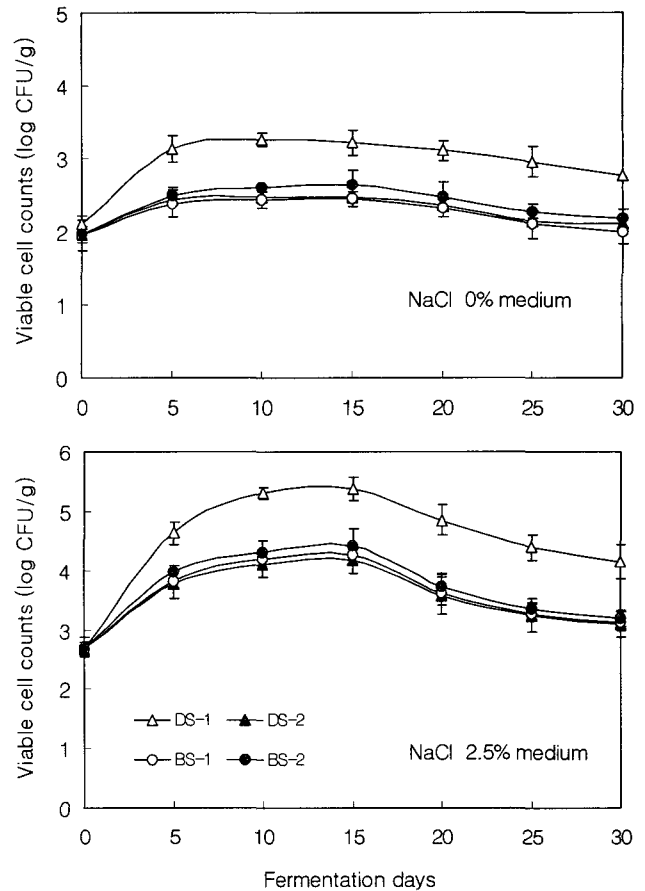 Viable cell counts (log CFU/g)
5
4
3
2
1
0
NaCl 0% medium
0 5 10 15 20 25 30
Viable cell counts (log CFU/g)
6
5
4
3
2
1
0
DS-1 DS-2
BS-1 BS-2
NaCl 2.5% medium
0 5 10 15 20 25 30
Fermentation days